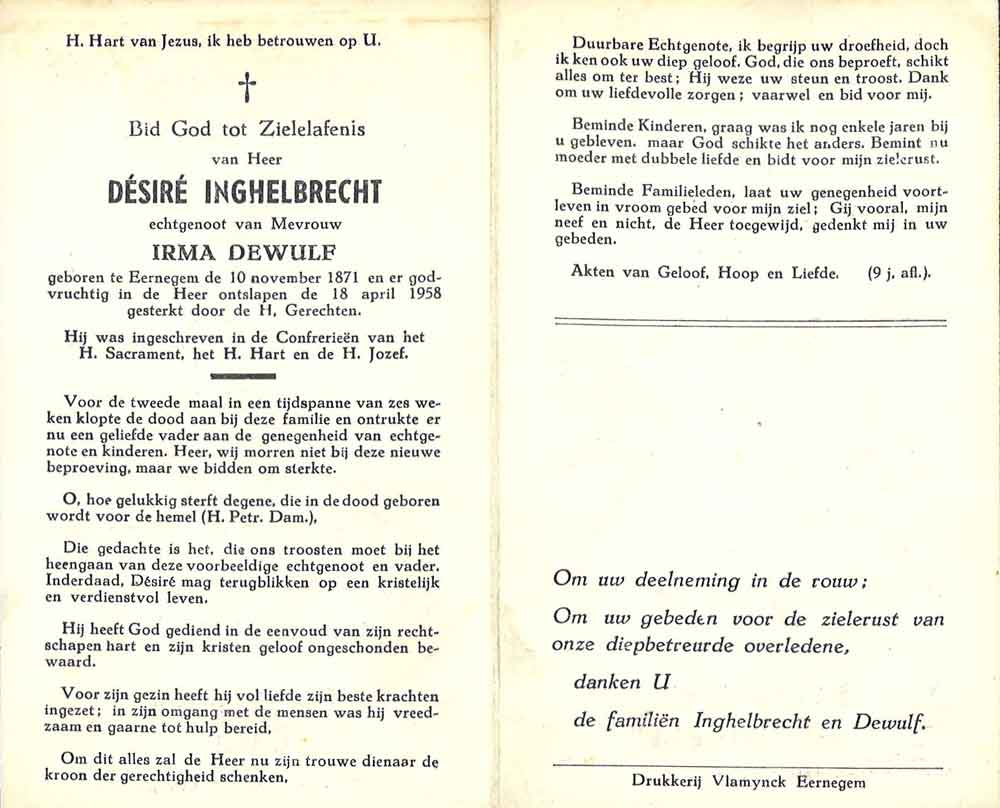 H. Hart van Jezus, ik heb betrouwen op U.
Bid God tot Zielelafenis
van Heer
DÉSIRÉ INGHELBRECHT
echtgenoot van Mevrouw
IRMA DEWULF
geboren te Eernegem de 10 november 1871 en er god-
vruchtig in de Heer ontslapen de 18 april 1958
gesterkt door de H, Gerechten.
Hij was ingeschreven in de Confrerieën van het
H. Sacrament, het H. Hart en de H. Jozef.
Voor de tweede maal in een tijdspanne van zes we-
ken klopte de dood aan bij deze familie en ontrukte er
nu een geliefde vader aan de genegenheid van echtge-
note en kinderen. Heer, wij morren niet bij deze nieuwe
beproeving, maar we bidden om sterkte.
O, hoe gelukkig sterft degene, die in de dood geboren
wordt voor de hemel (H. Petr. Dam.),
Die gedachte is het, die ons troosten moet bij het
heengaan van deze voorbeeldige echtgenoot en vader.
Inderdaad, Désiré mag terugblikken op een kristelijk
en verdienstvol leven.
Hij heeft God gediend in de eenvoud van zijn recht-
schapen hart en zijn kristen geloof ongeschonden be-
waard.
Voor zijn gezin heeft hij vol liefde zijn beste krachten
ingezet; in zijn omgang met de mensen was hij vreed-
zaam en gaarne tot hulp bereid,
Om dit alles zal de Heer nu zijn trouwe dienaar de
kroon der gerechtigheid schenken,
Duurbare Echtgenote, ik begrijp uw droefheid, doch
ik ken ook uw diep geloof. God, die ons beproeft, schikt
alles om ter best; Hij weze uw steun en troost. Dank
om uw liefdevolle zorgen; vaarwel en bid voor mij.
Beminde Kinderen, graag was ik nog enkele jaren bij
u gebleven. maar God schikte het anders. Bemint nu
moeder met dubbele liefde en bidt voor mijn zielerust.
Beminde Familieleden, laat uw genegenheid voort-
leven in vroom gebed voor mijn ziel; Gij vooral, mijn
neef en nicht, de Heer toegewijd, gedenkt mij in uw
gebeden.
Akten van Geloof, Hoop en Liefde. (9 j. afl.).
Om uw deelneming in de rouw;
Om uw gebeden voor de zielerust van
onze diepbetreurde overledene,
danken U
de familiën Inghelbrecht en Dewulf.
Drukkerij Vlamynck Eernegem